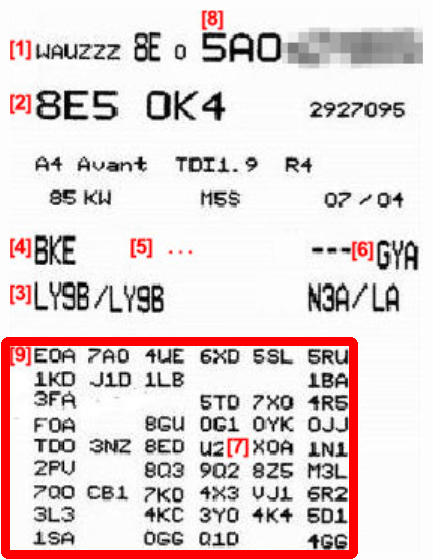 [8]
[1] WAUZZZ 8E 0 5A0
[2] 8E5 0K4 2927095
A4 Avant TDI1.9 R4
85 KW M5S 07/04
[4] BKE [5] ... ---[6] GYA
[3] LY9B/LY9B N3A/LA
[9] E0A 7A0 4UE 6XD 5SL 5RU
1KD J1D 1LB 1BA
3FA 5TD 7X0 4R5
F0A 8GU 0G1 0YK 0JJ
TD0 3NZ 8ED U2[7] X0A 1N1
2PU 8Q3 9Q2 8Z5 M3L
7Q0 CB1 7K0 4X3 VJ1 6R2
3L3 4KC 3Y0 4K4 5D1
1SA 0GG Q1D 4GG